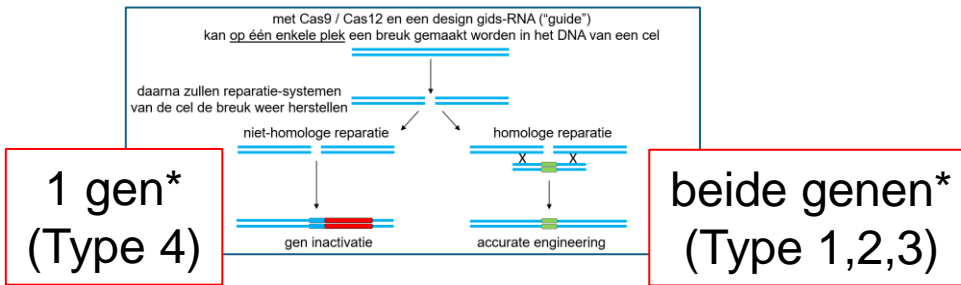 met Cas9 / Cas12 en een design gids-RNA (“guide”)
kan op één enkele plek een breuk gemaakt worden in het DNA van een cel
daarna zullen reparatie-systemen
van de cel de breuk weer herstellen
niet-homologe reparatie
homologe reparatie
X X
1 gen*
(Type 4)
beide genen*
(Type 1,2,3)
gen inactivatie
accurate engineering